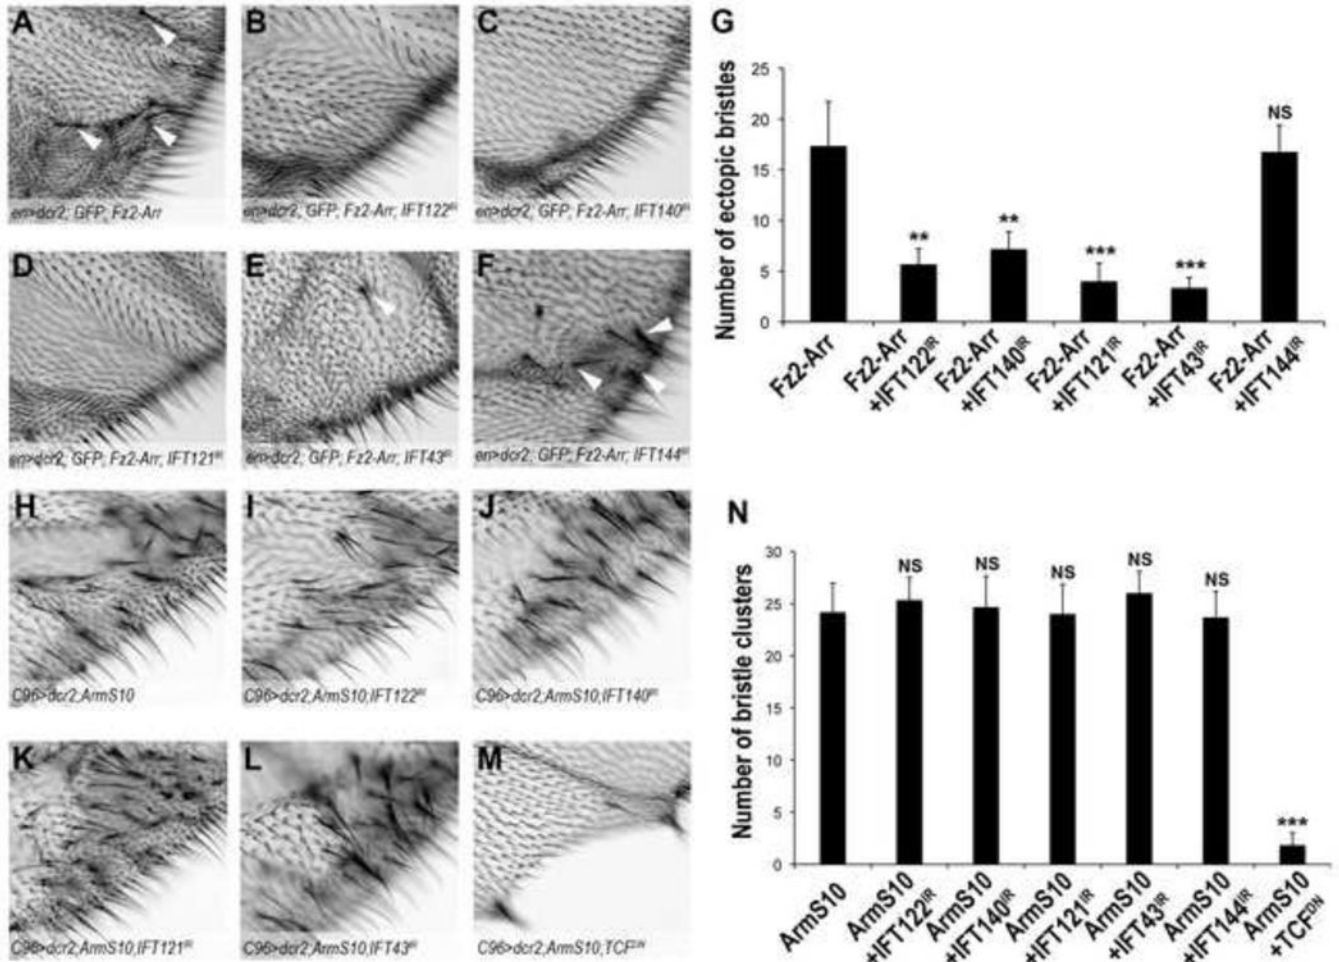 A
en>dcr2; GFP; Fz2-Arr
B
en>dcr2; GFP; Fz2-Arr; IFT122ᴵᴿ
C
en>dcr2; GFP; Fz2-Arr; IFT140ᴵᴿ
D
en>dcr2; GFP; Fz2-Arr; IFT121ᴵᴿ
E
en>dcr2; GFP; Fz2-Arr; IFT43ᴵᴿ
F
en>dcr2; GFP; Fz2-Arr; IFT144ᴵᴿ
G
Number of ectopic bristles
25
20
15
10
5
0
**
**
***
***
NS
Fz2-Arr
Fz2-Arr
+IFT122ᴵᴿ
Fz2-Arr
+IFT140ᴵᴿ
Fz2-Arr
+IFT121ᴵᴿ
Fz2-Arr
+IFT43ᴵᴿ
Fz2-Arr
+IFT144ᴵᴿ
H
C96>dcr2;ArmS10
I
C96>dcr2;ArmS10;IFT122ᴵᴿ
J
C96>dcr2;ArmS10;IFT140ᴵᴿ
K
C96>dcr2;ArmS10;IFT121ᴵᴿ
L
C96>dcr2;ArmS10;IFT43ᴵᴿ
M
C96>dcr2;ArmS10;TCFᴰᴺ
N
Number of bristle clusters
30
25
20
15
10
5
0
NS
NS
NS
NS
NS
***
ArmS10
ArmS10
+IFT122ᴵᴿ
ArmS10
+IFT140ᴵᴿ
ArmS10
+IFT121ᴵᴿ
ArmS10
+IFT43ᴵᴿ
ArmS10
+IFT144ᴵᴿ
ArmS10
+TCFᴰᴺ